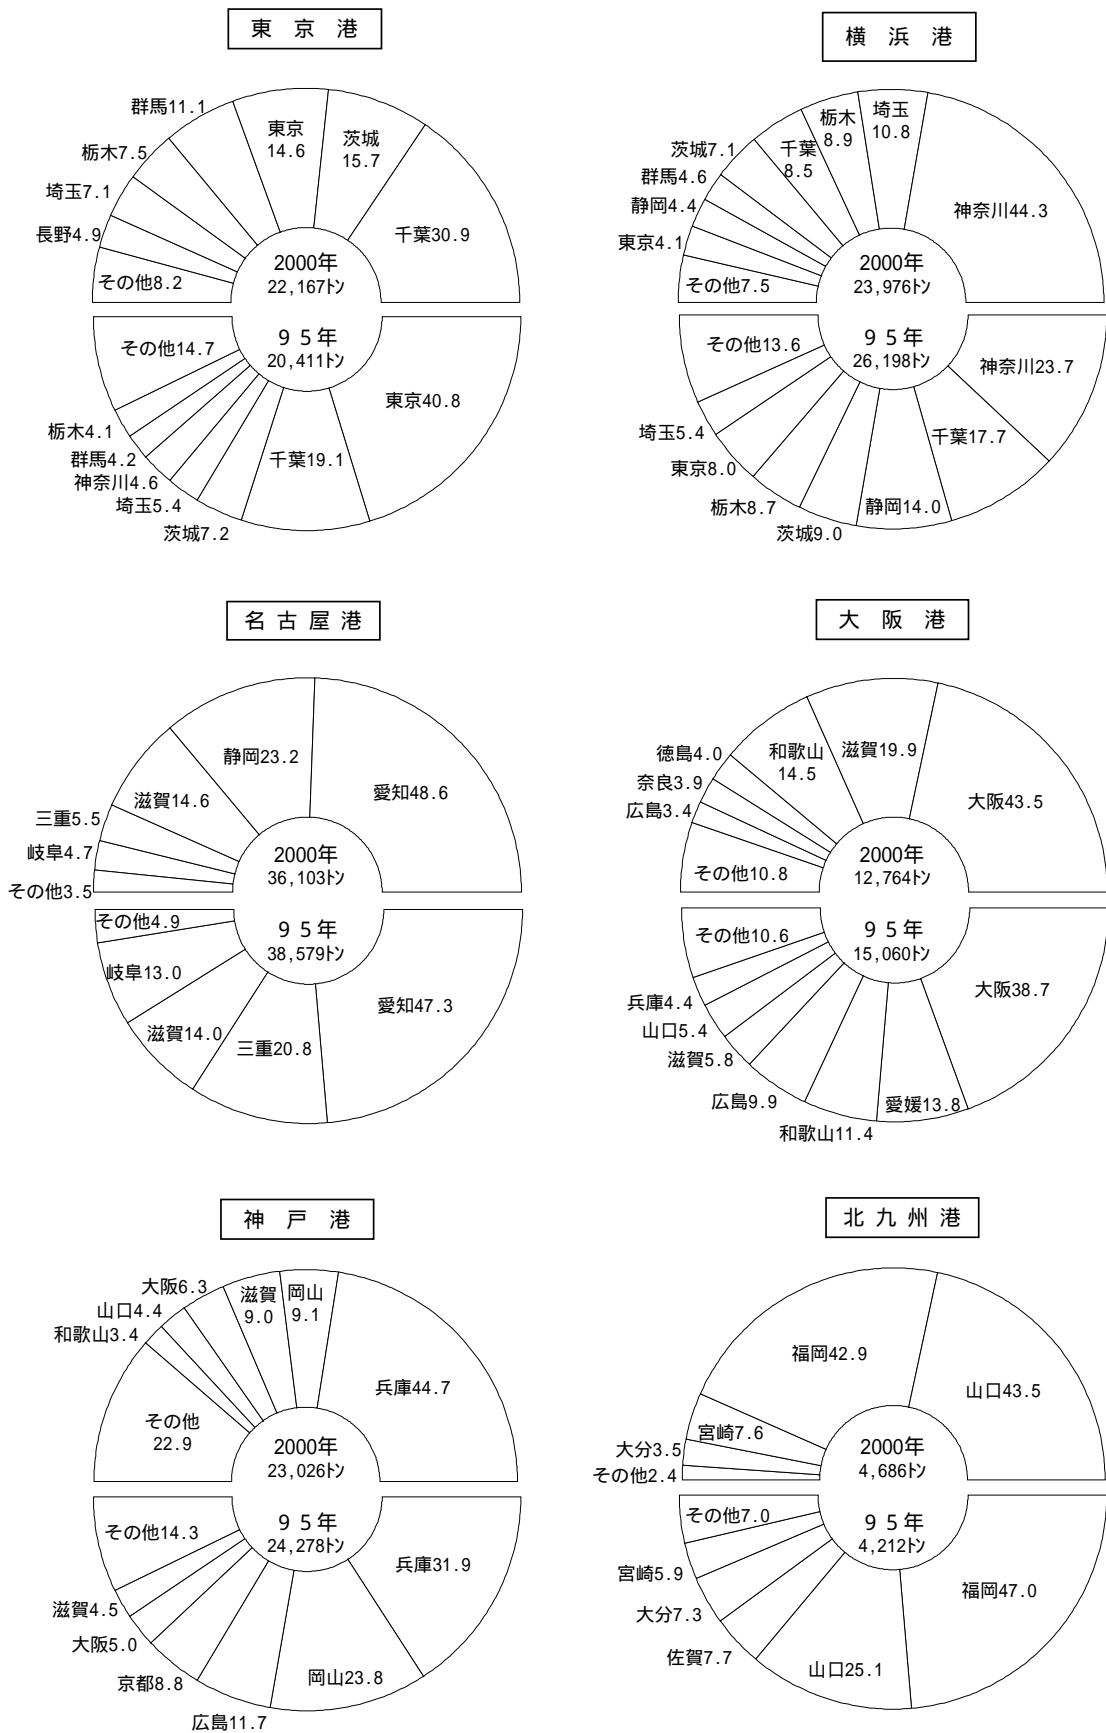 東京港
群馬11.1
東京
14.6
茨城
15.7
栃木7.5
埼玉7.1
長野4.9
千葉30.9
その他8.2
2000年
22,167トン
95年
20,411トン
その他14.7
東京40.8
栃木4.1
群馬4.2
神奈川4.6
埼玉5.4
茨城7.2
千葉19.1
横浜港
栃木
8.9
埼玉
10.8
茨城7.1
千葉
8.5
群馬4.6
静岡4.4
東京4.1
神奈川44.3
その他7.5
2000年
23,976トン
95年
26,198トン
その他13.6
神奈川23.7
埼玉5.4
千葉17.7
東京8.0
栃木8.7
静岡14.0
茨城9.0
名古屋港
静岡23.2
愛知48.6
滋賀14.6
三重5.5
岐阜4.7
その他3.5
2000年
36,103トン
95年
38,579トン
その他4.9
岐阜13.0
愛知47.3
滋賀14.0
三重20.8
大阪港
徳島4.0
和歌山
14.5
滋賀19.9
奈良3.9
広島3.4
大阪43.5
その他10.8
2000年
12,764トン
95年
15,060トン
その他10.6
大阪38.7
兵庫4.4
山口5.4
滋賀5.8
広島9.9
愛媛13.8
和歌山11.4
神戸港
大阪6.3
滋賀
9.0
岡山
9.1
山口4.4
和歌山3.4
兵庫44.7
その他
22.9
2000年
23,026トン
95年
24,278トン
その他14.3
兵庫31.9
滋賀4.5
大阪5.0
京都8.8
岡山23.8
広島11.7
北九州港
福岡42.9
山口43.5
宮崎7.6
大分3.5
その他2.4
2000年
4,686トン
95年
4,212トン
その他7.0
宮崎5.9
福岡47.0
大分7.3
佐賀7.7
山口25.1